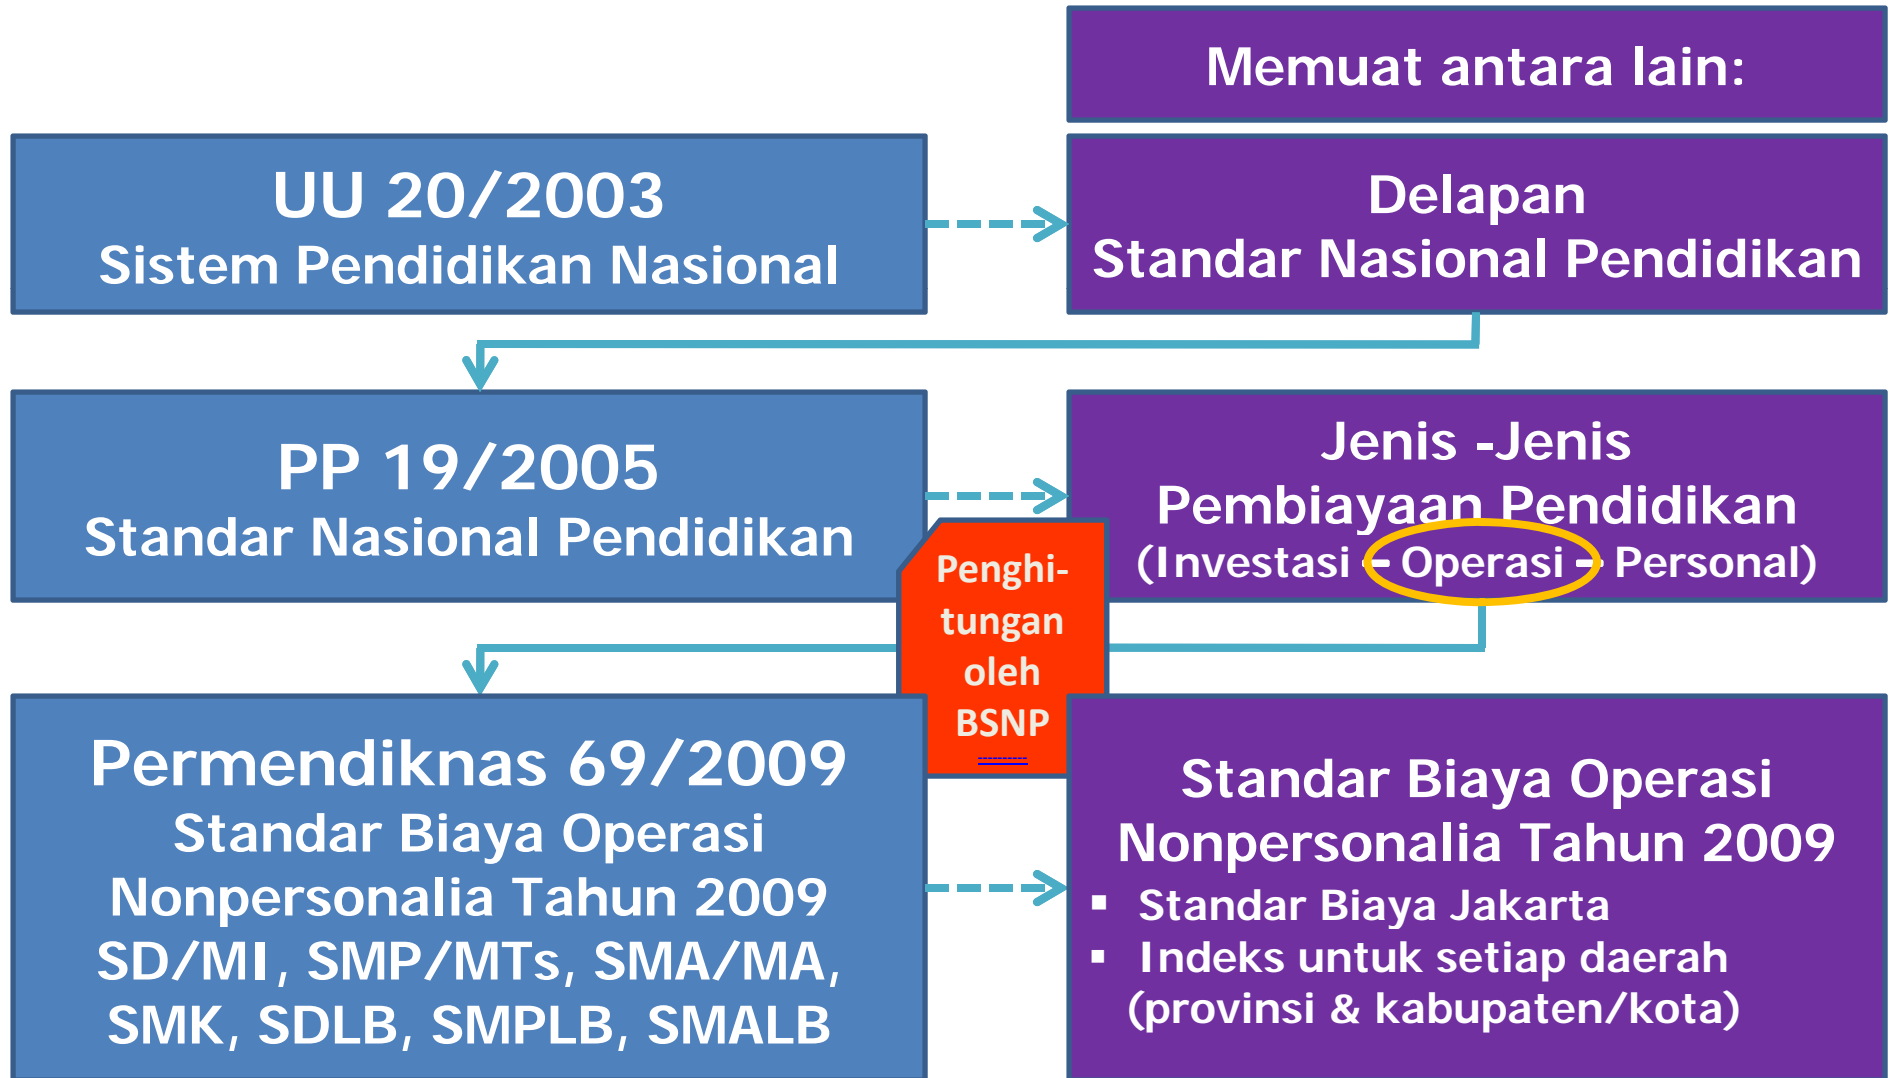 Memuat antara lain:
UU 20/2003
Sistem Pendidikan Nasional
Delapan
Standar Nasional Pendidikan
PP 19/2005
Standar Nasional Pendidikan
Jenis -Jenis
Pembiayaan Pendidikan
(Investasi – Operasi – Personal)
Penghi-
tungan
oleh
BSNP
Permendiknas 69/2009
Standar Biaya Operasi
Nonpersonalia Tahun 2009
SD/MI, SMP/MTs, SMA/MA,
SMK, SDLB, SMPLB, SMALB
Standar Biaya Operasi
Nonpersonalia Tahun 2009
▪ Standar Biaya Jakarta
▪ Indeks untuk setiap daerah
(provinsi & kabupaten/kota)